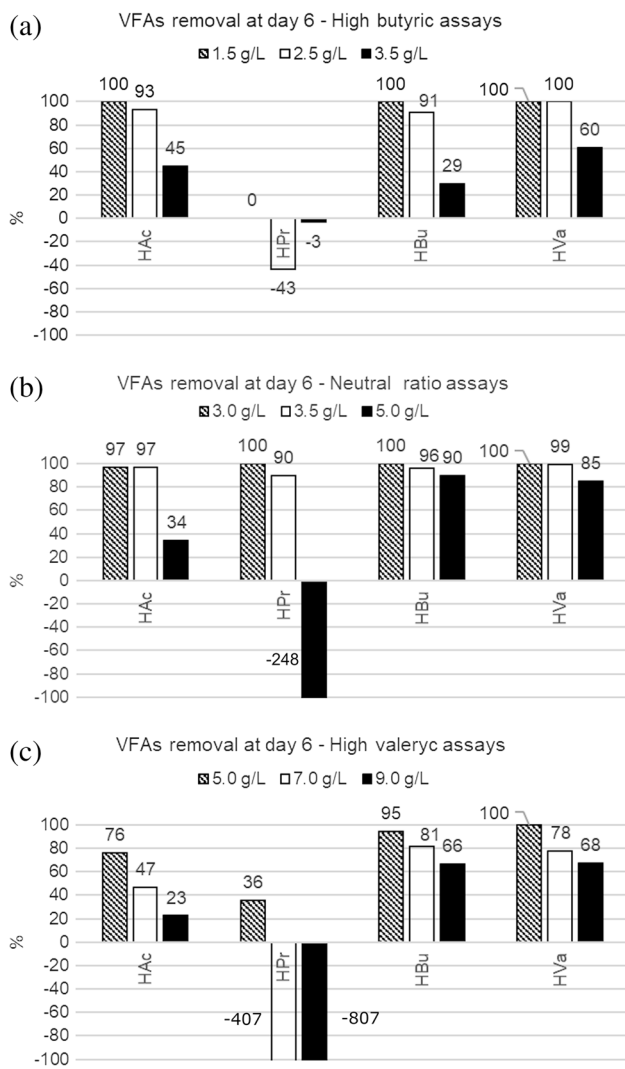 (a)
VFAs removal at day 6 - High butyric assays
1.5 g/L 2.5 g/L 3.5 g/L
100 93 45 0 -43 -3 100 91 29 100 100 60
100
80
60
40
20
0
-20
-40
-60
-80
-100
%
HAc HPr HBu HVa
(b)
VFAs removal at day 6 - Neutral ratio assays
3.0 g/L 3.5 g/L 5.0 g/L
97 97 34 100 90 -248 100 96 90 100 99 85
100
80
60
40
20
0
-20
-40
-60
-80
-100
%
HAc HPr HBu HVa
(c)
VFAs removal at day 6 - High valeryc assays
5.0 g/L 7.0 g/L 9.0 g/L
76 47 23 36 -407 -807 95 81 66 100 78 68
100
80
60
40
20
0
-20
-40
-60
-80
-100
%
HAc HPr HBu HVa